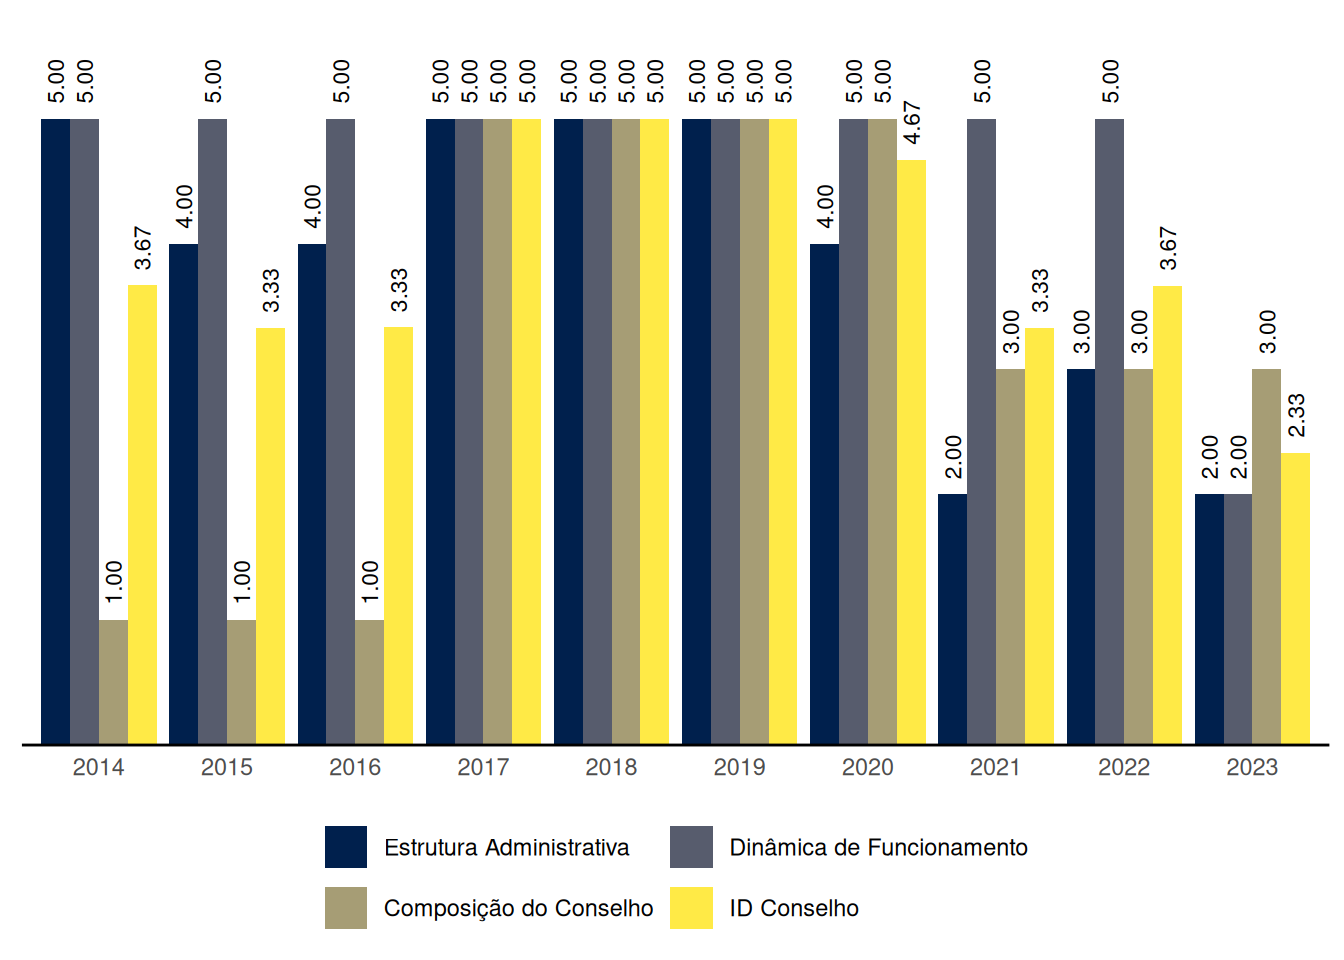 5.00 5.00 1.00 3.67
4.00 5.00 1.00 3.33
4.00 5.00 1.00 3.33
5.00 5.00 5.00 5.00
5.00 5.00 5.00 5.00
5.00 5.00 5.00 5.00
4.00 5.00 5.00 4.67
2.00 5.00 3.00 3.33
3.00 5.00 3.00 3.67
2.00 2.00 3.00 2.33
2014 2015 2016 2017 2018 2019 2020 2021 2022 2023
Estrutura Administrativa Dinâmica de Funcionamento
Composição do Conselho ID Conselho